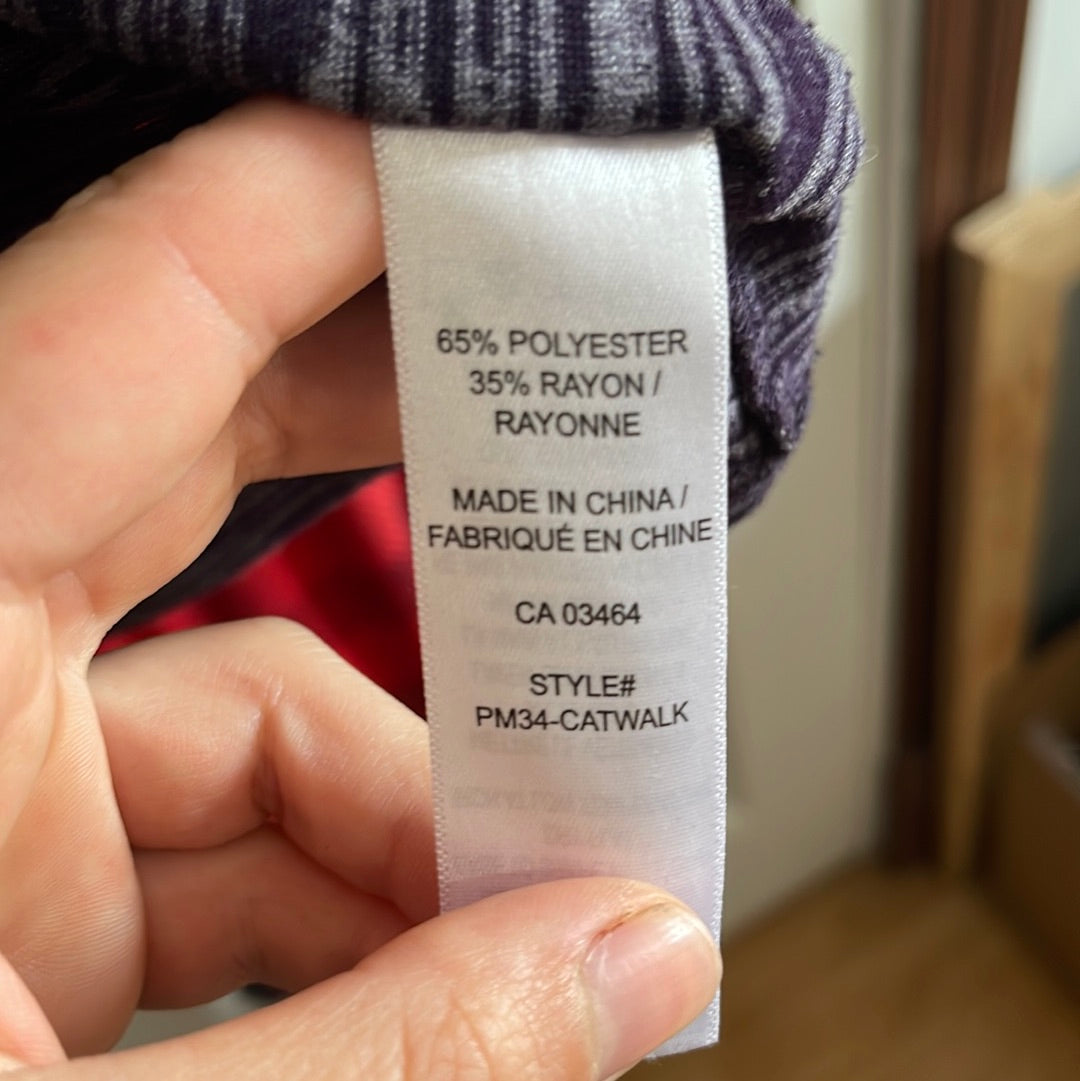 65% POLYESTER
35% RAYON /
RAYONNE
MADE IN CHINA /
FABRIQUÉ EN CHINE
CA 03464
STYLE#
PM34-CATWALK